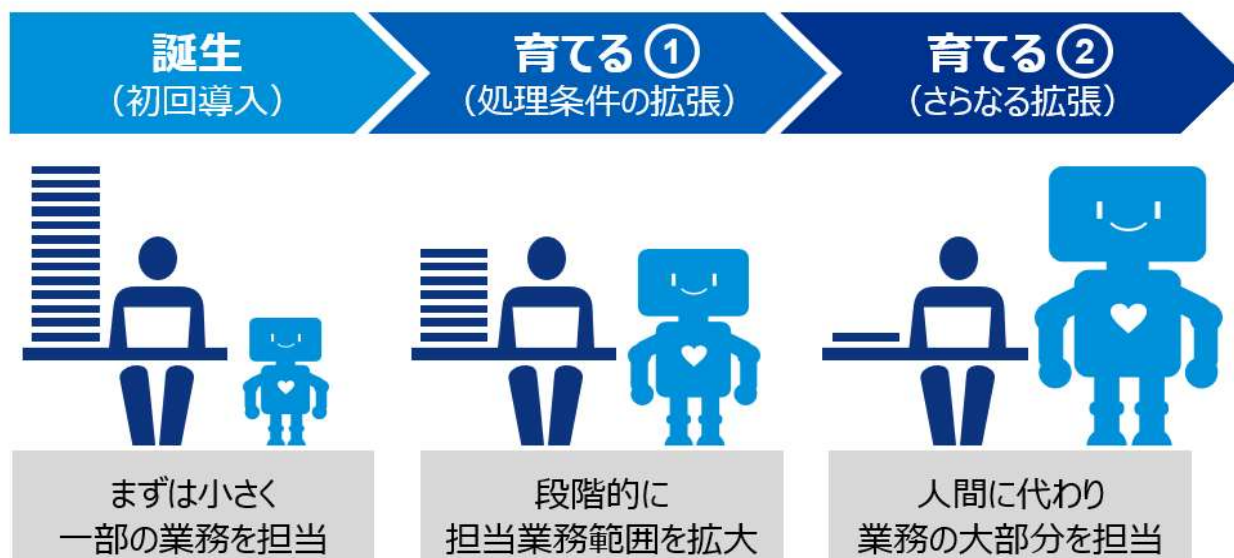 誕生
（初回導入）
育てる①
（処理条件の拡張）
育てる②
（さらなる拡張）
まずは小さく
一部の業務を担当
段階的に
担当業務範囲を拡大
人間に代わり
業務の大部分を担当